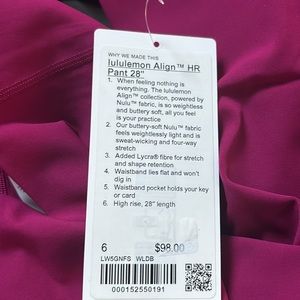 WHY WE MADE THIS
lululemon Align™ HR
Pant 28"
1. When feeling nothing is
everything. The lululemon
Align™ collection, powered by
Nulu™ fabric, is so weightless
and buttery soft, all you feel
is your practice
2. Our buttery-soft Nulu™ fabric
feels weightlessly light and is
sweat-wicking and four-way
stretch
3. Added Lycra® fibre for stretch
and shape retention
4. Waistband lies flat and won't
dig in
5. Waistband pocket holds your key
or card
6. High rise, 28" length
6 $98.00
LW5GNFS WLDB
000152550191